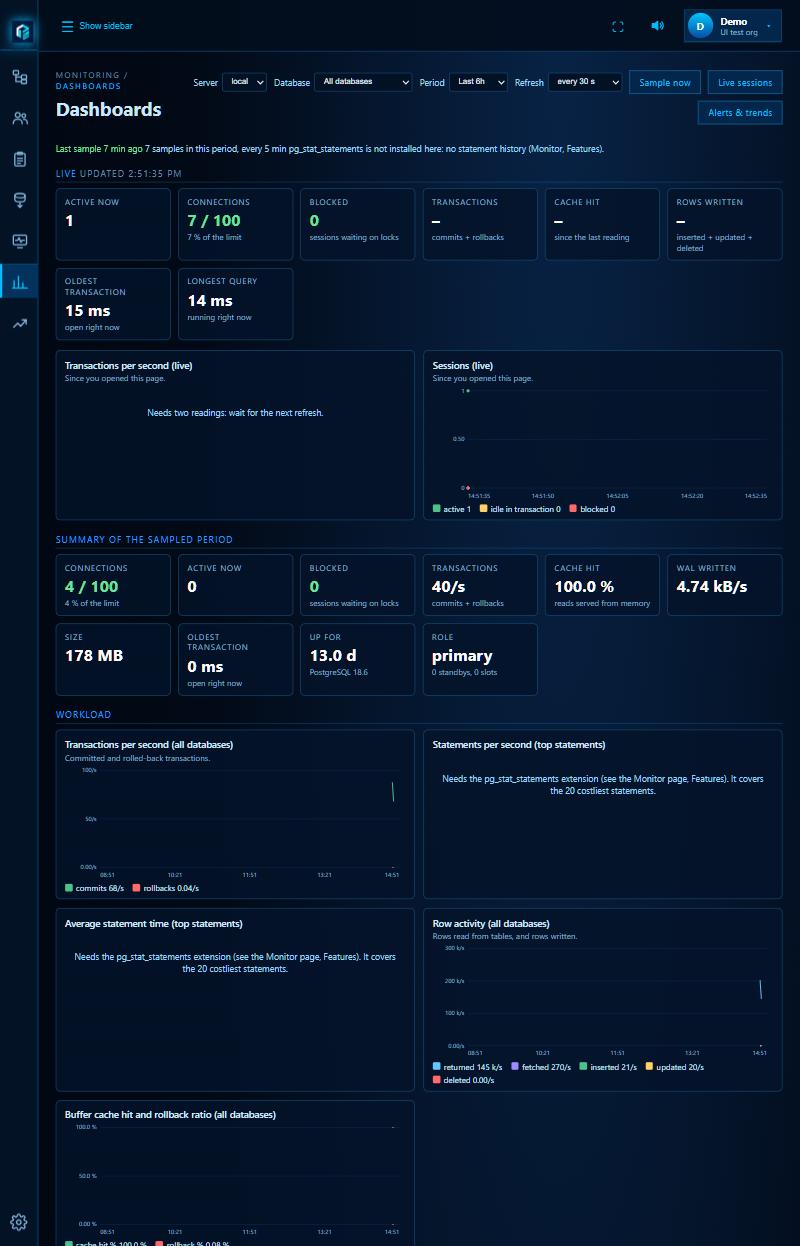 Show sidebar
D
Demo
UI test org
MONITORING /
DASHBOARDS
Dashboards
Server local Database All databases Period Last 6h Refresh every 30 s Sample now Live sessions
Alerts & trends
Last sample 7 min ago 7 samples in this period, every 5 min pg_stat_statements is not installed here: no statement history (Monitor, Features).
LIVE UPDATED 2:51:35 PM
ACTIVE NOW
1
CONNECTIONS
7 / 100
7 % of the limit
BLOCKED
0
sessions waiting on locks
TRANSACTIONS
–
commits + rollbacks
CACHE HIT
–
since the last reading
ROWS WRITTEN
–
inserted + updated +
deleted
OLDEST
TRANSACTION
15 ms
open right now
LONGEST QUERY
14 ms
running right now
Transactions per second (live)
Since you opened this page.
Needs two readings: wait for the next refresh.
Sessions (live)
Since you opened this page.
1
0.50
0
14:51:35 14:51:50 14:52:05 14:52:20 14:52:35
active 1 idle in transaction 0 blocked 0
SUMMARY OF THE SAMPLED PERIOD
CONNECTIONS
4 / 100
4 % of the limit
ACTIVE NOW
0
BLOCKED
0
sessions waiting on locks
TRANSACTIONS
40/s
commits + rollbacks
CACHE HIT
100.0 %
reads served from memory
WAL WRITTEN
4.74 kB/s
SIZE
178 MB
OLDEST
TRANSACTION
0 ms
open right now
UP FOR
13.0 d
PostgreSQL 18.6
ROLE
primary
0 standbys, 0 slots
WORKLOAD
Transactions per second (all databases)
Committed and rolled-back transactions.
100/s
50/s
0.00/s
08:51 10:21 11:51 13:21 14:51
commits 68/s rollbacks 0.04/s
Statements per second (top statements)
Needs the pg_stat_statements extension (see the Monitor page, Features). It covers
the 20 costliest statements.
Average statement time (top statements)
Needs the pg_stat_statements extension (see the Monitor page, Features). It covers
the 20 costliest statements.
Row activity (all databases)
Rows read from tables, and rows written.
300 k/s
200 k/s
100 k/s
0.00/s
08:51 10:21 11:51 13:21 14:51
returned 145 k/s fetched 270/s inserted 21/s updated 20/s
deleted 0.00/s
Buffer cache hit and rollback ratio (all databases)
100.0 %
50.0 %
0.00 %
08:51 10:21 11:51 13:21 14:51
cache hit % 100.0 % rollback % 0.08 %